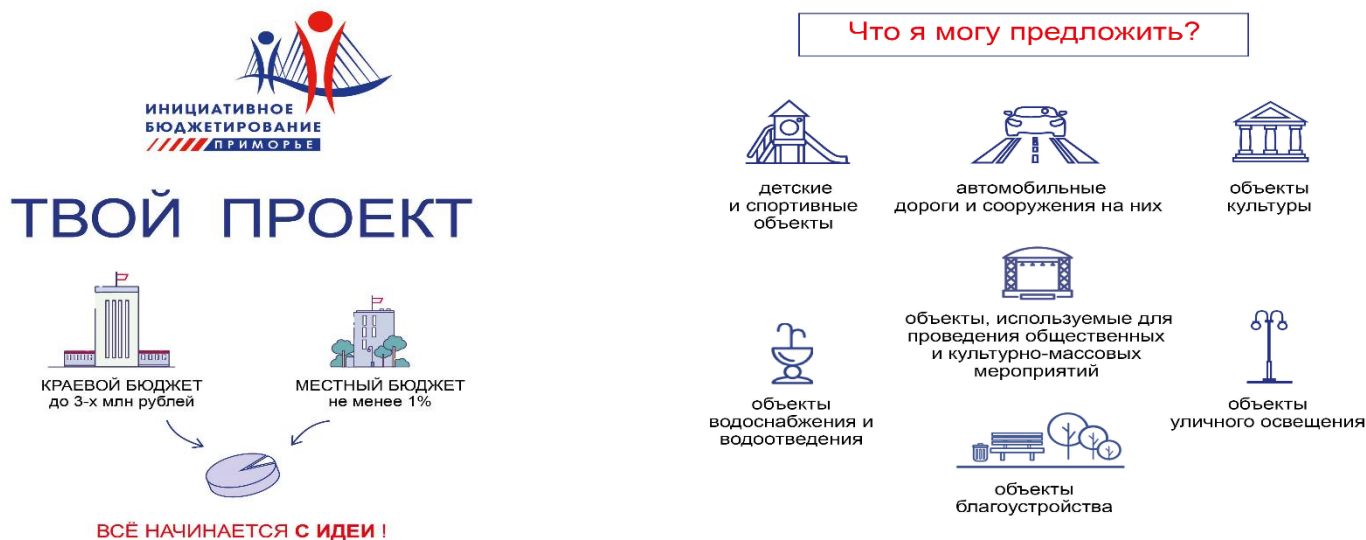 ИНИЦИАТИВНОЕ
БЮДЖЕТИРОВАНИЕ
ПРИМОРЬЕ
ТВОЙ ПРОЕКТ
КРАЕВОЙ БЮДЖЕТ
до 3-х млн рублей
МЕСТНЫЙ БЮДЖЕТ
не менее 1%
ВСЁ НАЧИНАЕТСЯ С ИДЕИ !
Что я могу предложить?
детские
и спортивные
объекты
автомобильные
дороги и сооружения на них
объекты
культуры
объекты, используемые для
проведения общественных
и культурно-массовых
мероприятий
объекты
водоснабжения и
водоотведения
объекты
уличного освещения
объекты
благоустройства